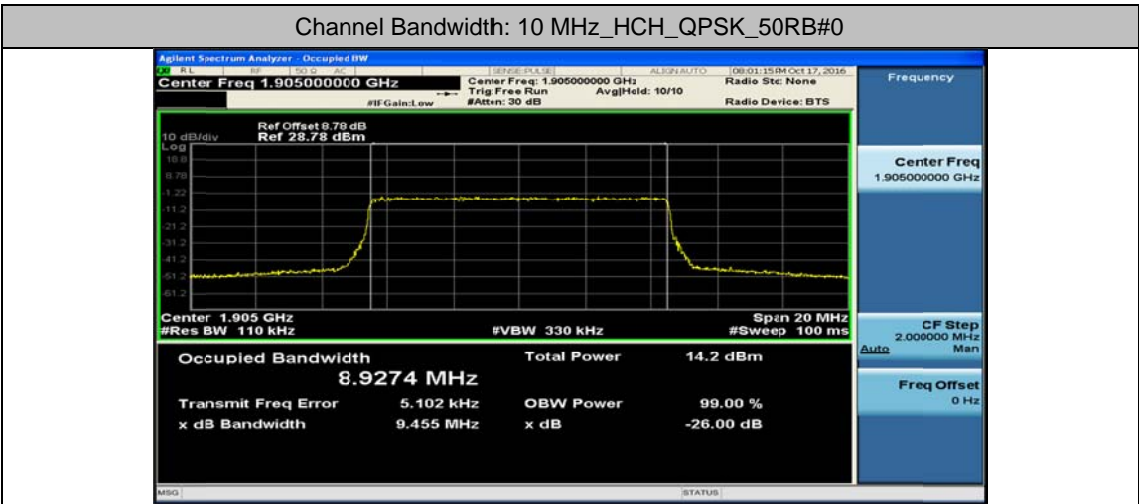 Channel Bandwidth: 10 MHz_HCH_QPSK_50RB#0
Agilent Spectrum Analyzer - Occupied BW
RL RF 50 Ω AC SENSE:PULSE ALIGN AUTO 08:01:15 PM Oct 17, 2016
Center Freq 1.905000000 GHz
Center Freq: 1.905000000 GHz
Radio Std: None
Trig: Free Run Avg|Hold: 10/10
#IFGain:Low #Atten: 30 dB Radio Device: BTS
Frequency
Ref Offset 8.78 dB
10 dB/div Ref 28.78 dBm
Log
18.8
8.78
-1.22
-11.2
-21.2
-31.2
-41.2
-51.2
-61.2
Center Freq
1.905000000 GHz
Center 1.905 GHz Span 20 MHz
#Res BW 110 kHz #VBW 330 kHz #Sweep 100 ms
CF Step
2.000000 MHz
Auto Man
Occupied Bandwidth Total Power 14.2 dBm
8.9274 MHz
Transmit Freq Error 5.102 kHz OBW Power 99.00 %
x dB Bandwidth 9.455 MHz x dB -26.00 dB
Freq Offset
0 Hz
MSG STATUS